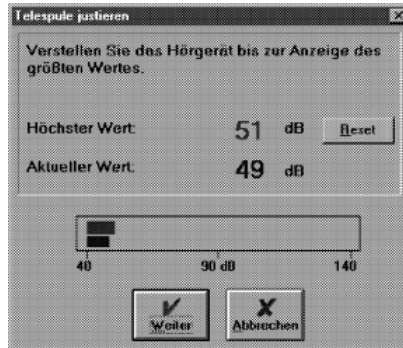 Telespule justieren
Verstellen Sie das Hörgerät bis zur Anzeige des
größten Wertes.
Höchster Wert: 51 dB Reset
Aktueller Wert: 49 dB
40 90 dB 140
Weiter Abbrechen